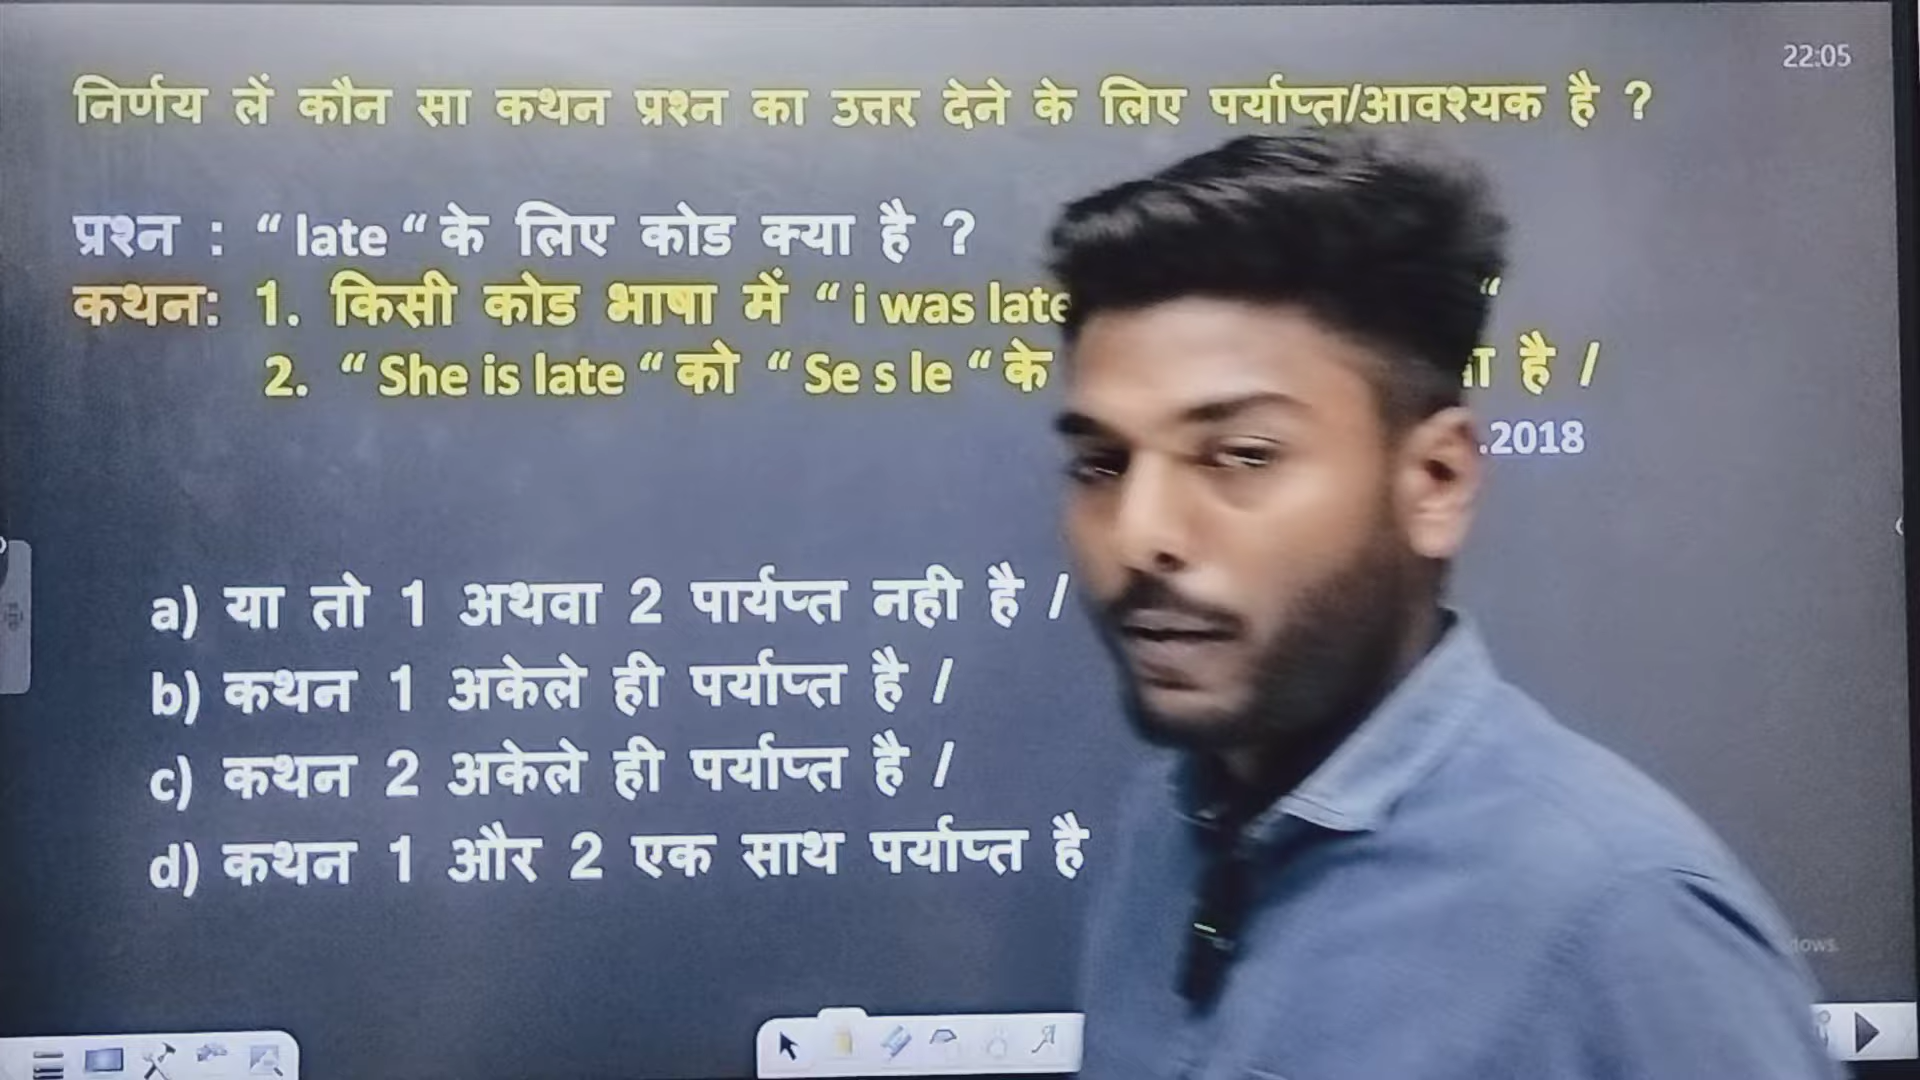 22:05
निर्णय लें कौन सा कथन प्रश्न का उत्तर देने के लिए पर्याप्त/आवश्यक है ?
प्रश्न : “ late “ के लिए कोड क्या है ?
कथन: 1. किसी कोड भाषा में “ i was late “
2. “ She is late “ को “ Se s le “ के है /
.2018
a) या तो 1 अथवा 2 पार्यप्त नही है /
b) कथन 1 अकेले ही पर्याप्त है /
c) कथन 2 अकेले ही पर्याप्त है /
d) कथन 1 और 2 एक साथ पर्याप्त है